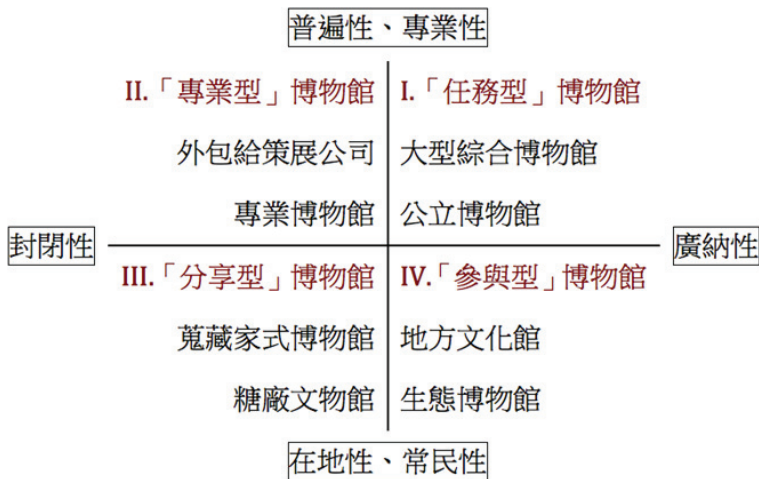 普遍性、專業性
II.「專業型」博物館
I.「任務型」博物館
外包給策展公司
大型綜合博物館
專業博物館
公立博物館
封閉性
廣納性
III.「分享型」博物館
IV.「參與型」博物館
蒐藏家式博物館
地方文化館
糖廠文物館
生態博物館
在地性、常民性